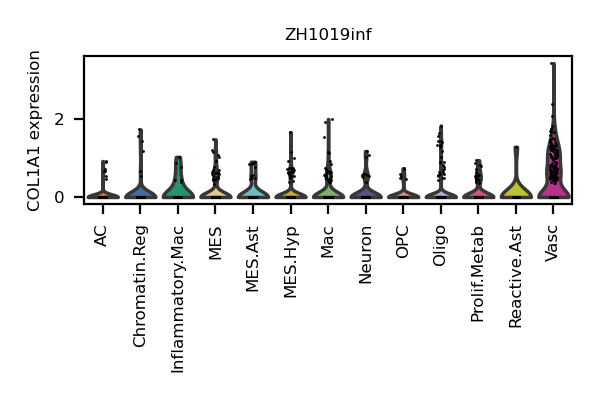 ZH1019inf
COL1A1 expression
2
0
AC
Chromatin.Reg
Inflammatory.Mac
MES
MES.Ast
MES.Hyp
Mac
Neuron
OPC
Oligo
Prolif.Metab
Reactive.Ast
Vasc